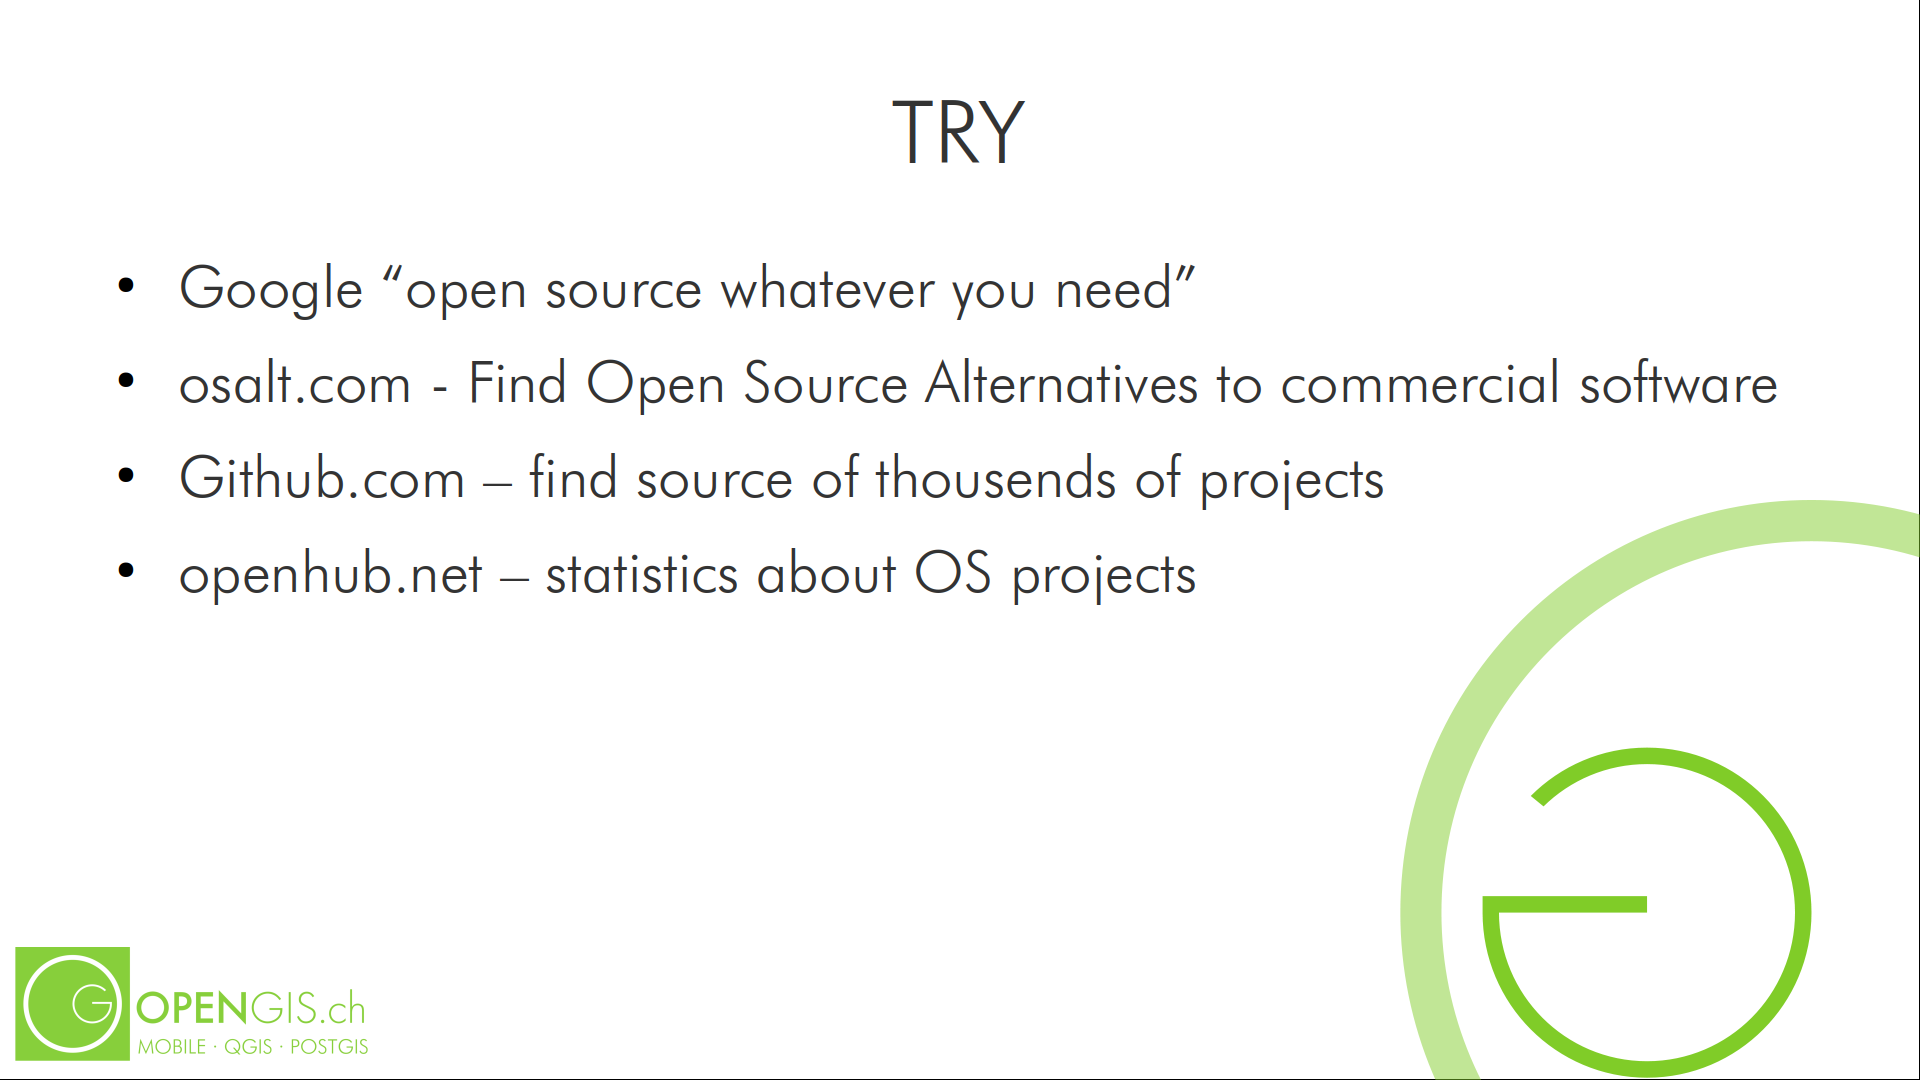 TRY
• Google “open source whatever you need”
• osalt.com - Find Open Source Alternatives to commercial software
• Github.com – find source of thousends of projects
• openhub.net – statistics about OS projects
OPENGIS.ch
MOBILE · QGIS · POSTGIS